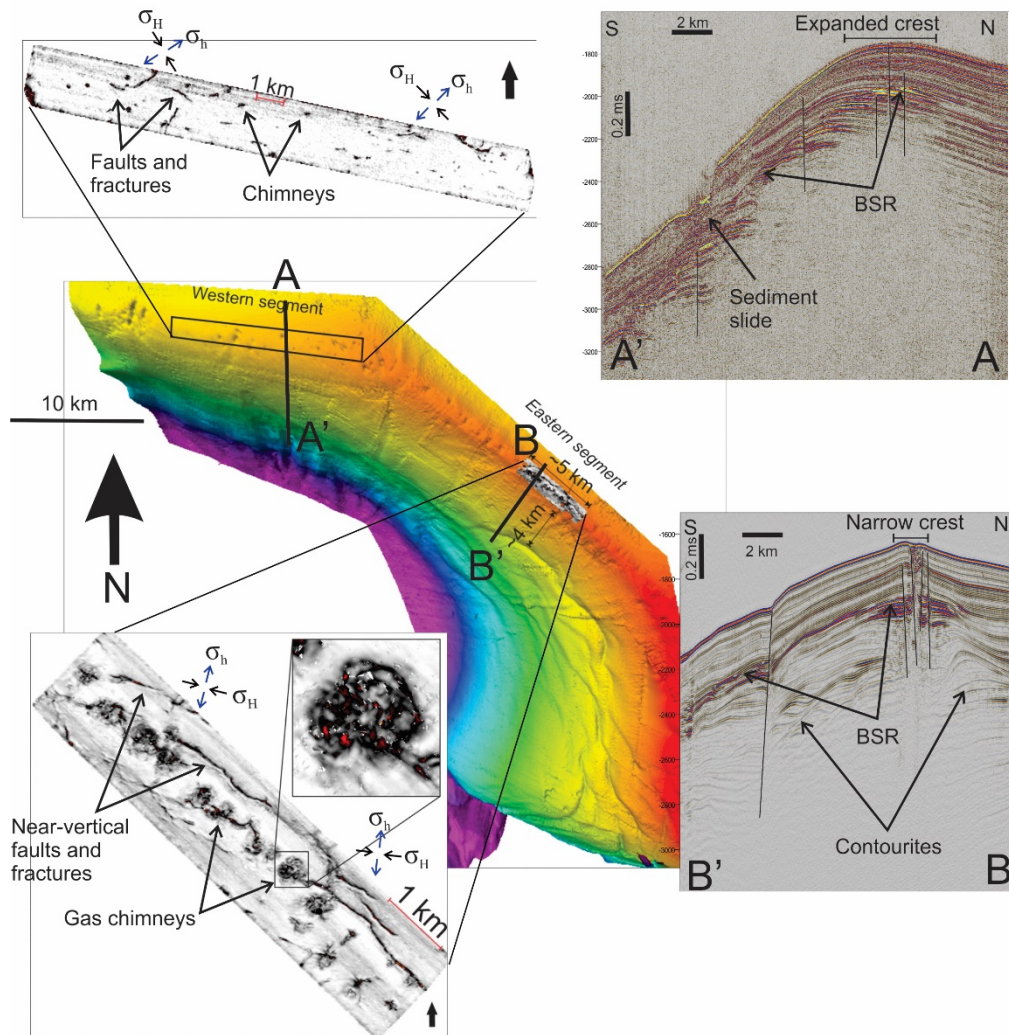 σH
σh
1 km
σH
σh
Faults and
fractures
Chimneys
S
2 km
Expanded crest
N
-1800
0.2 ms
-2000
-2200
-2400
BSR
-2600
-2800
Sediment
slide
-3000
-3200
A'
A
Western segment
A
10 km
A'
N
Eastern segment
B
~5 km
~4 km
B'
-1600
-1800
-2000
-2200
-2400
-2600
-2800
-3000
S
0.2 ms
2 km
Narrow crest
N
BSR
Contourites
B'
B
σh
σH
Near-vertical
faults and
fractures
σh
σH
Gas chimneys
1 km